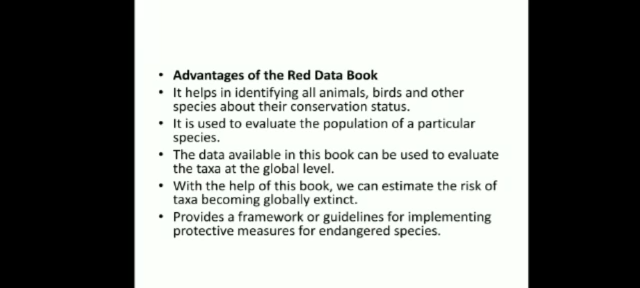 • Advantages of the Red Data Book
• It helps in identifying all animals, birds and other
species about their conservation status.
• It is used to evaluate the population of a particular
species.
• The data available in this book can be used to evaluate
the taxa at the global level.
• With the help of this book, we can estimate the risk of
taxa becoming globally extinct.
• Provides a framework or guidelines for implementing
protective measures for endangered species.